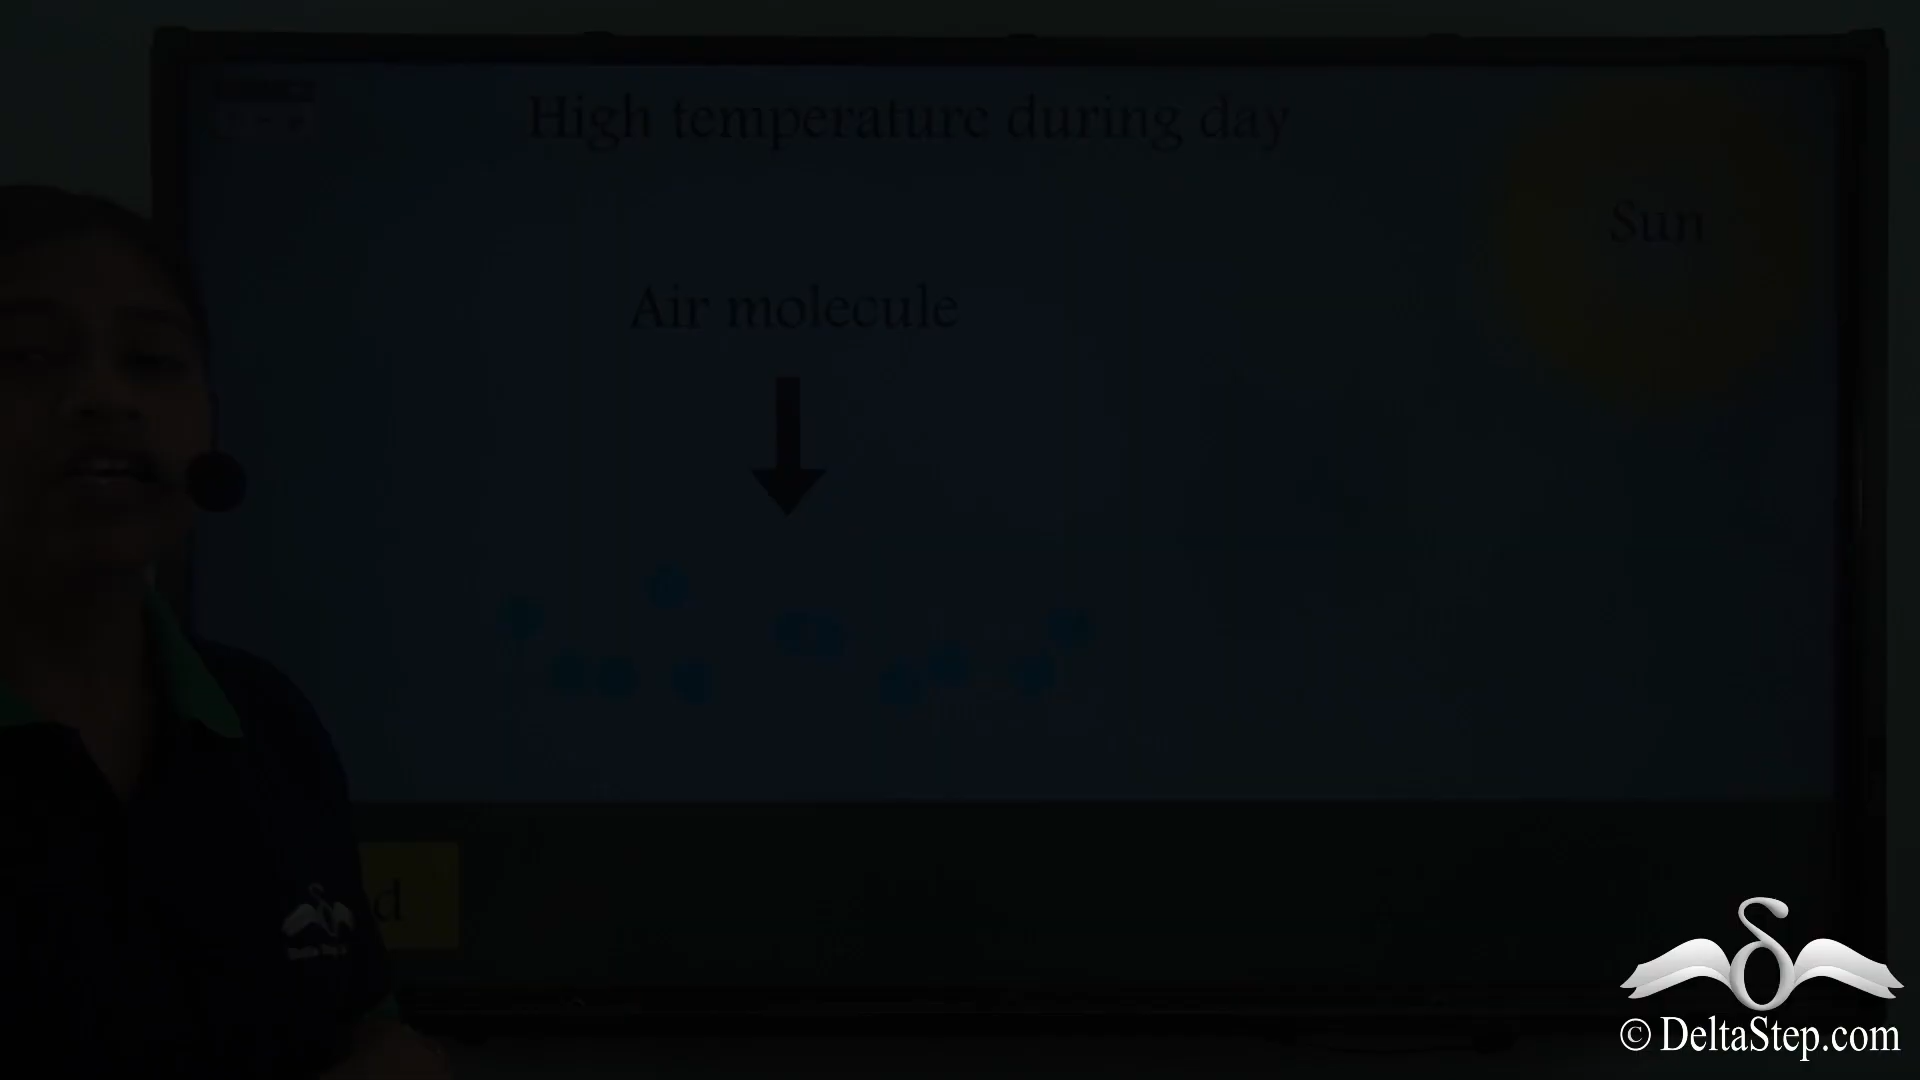 High temperature during day
Sun
Air molecule
d
© DeltaStep.com